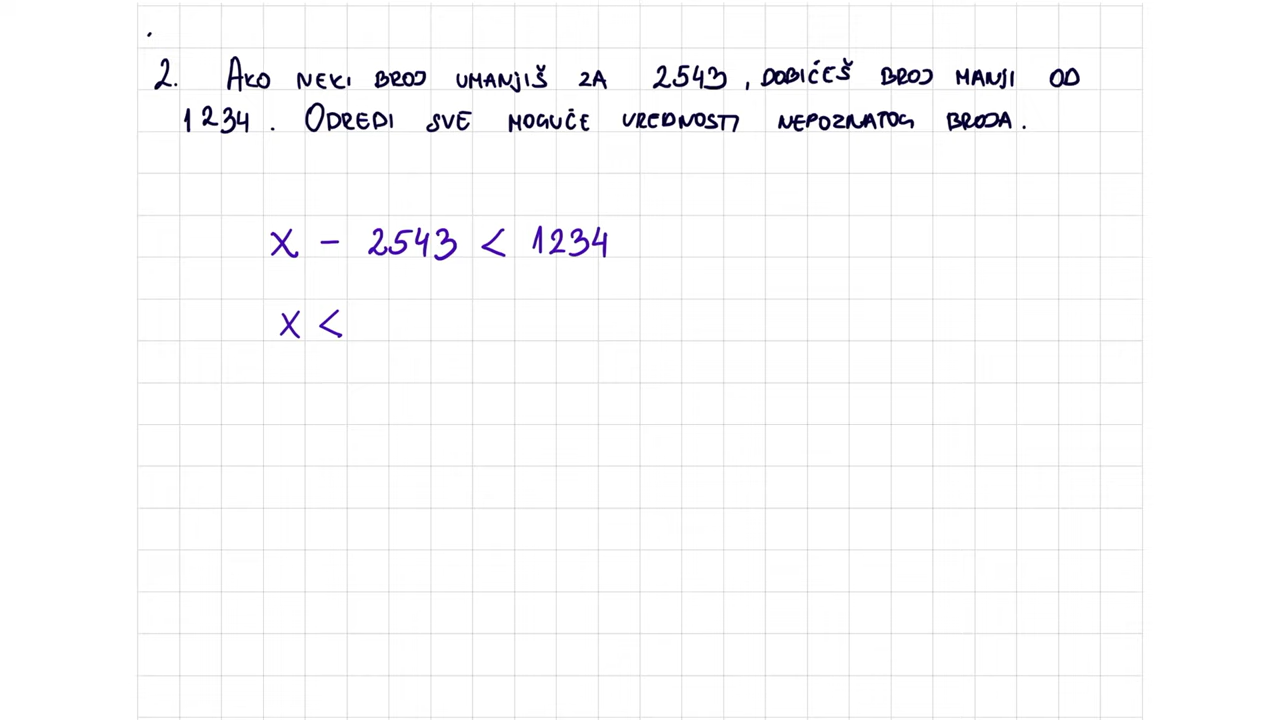 2. AKO NEKI BROJ UMANJIŠ ZA 2543, DOBIĆEŠ BROJ MANJI OD
1234. ODREDI SVE MOGUĆE VREDNOSTI NEPOZNATOG BROJA.
x - 2543 < 1234
x <